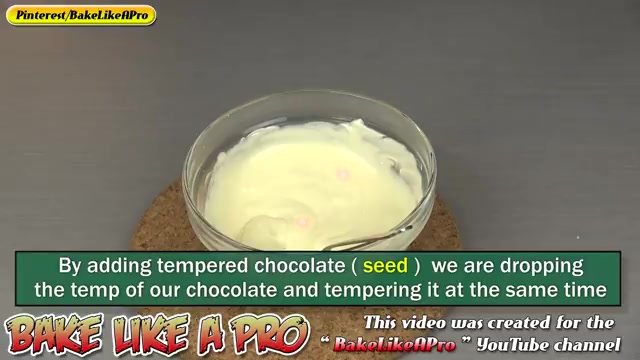 Pinterest/BakeLikeAPro
By adding tempered chocolate ( seed ) we are dropping
the temp of our chocolate and tempering it at the same time
BAKE LIKE A PRO
This video was created for the
" BakeLikeAPro " YouTube channel